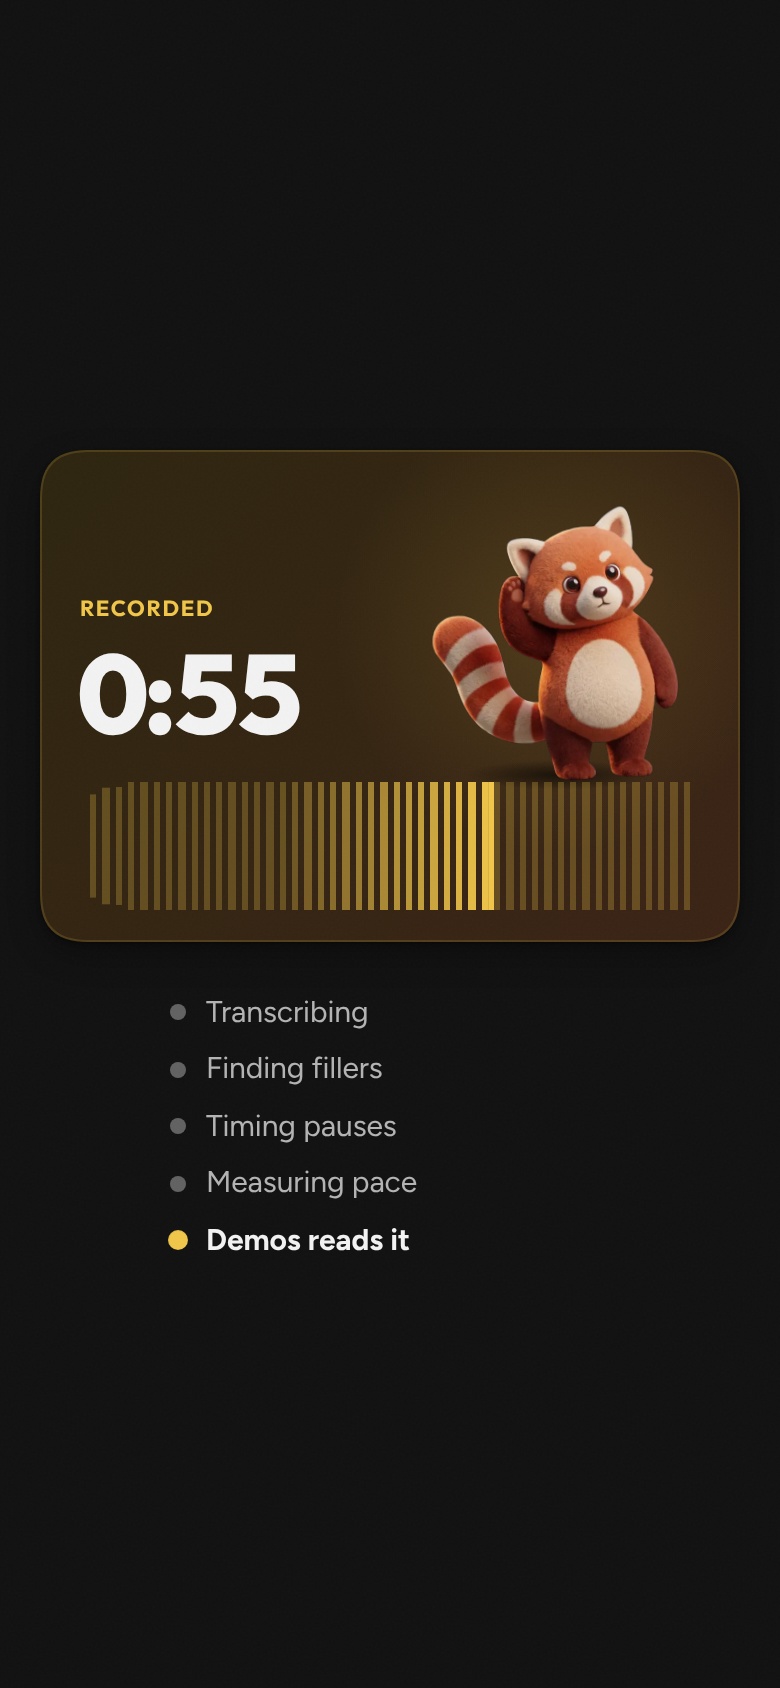 RECORDED
0:55
Transcribing
Finding fillers
Timing pauses
Measuring pace
Demos reads it